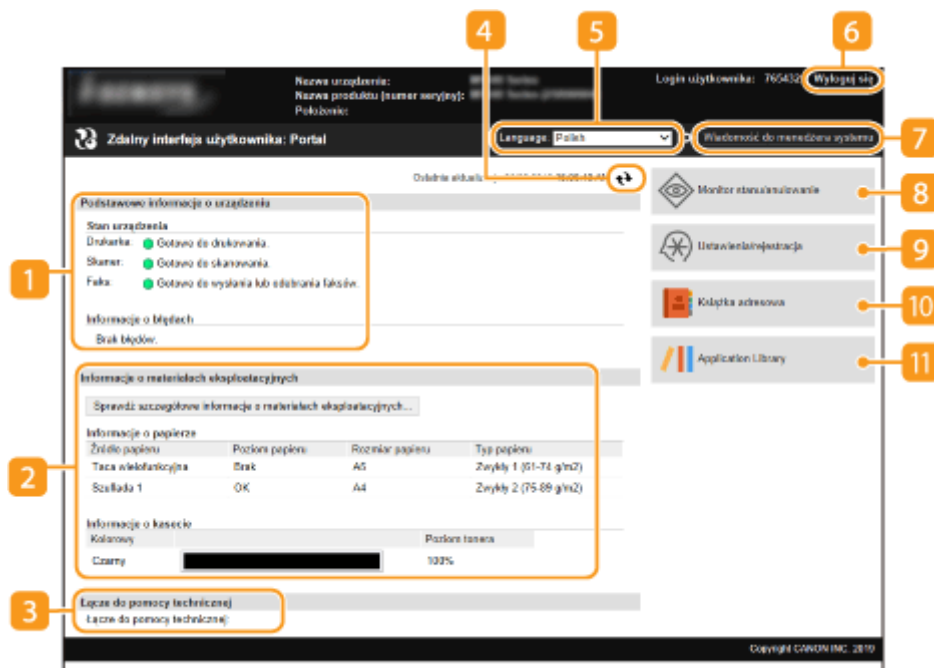 4
5
6
Nazwa urządzenia:
Login użytkownika: 765432
Wyloguj się
Nazwa produktu (numer seryjny):
Położenie:
Zdalny interfejs użytkownika: Portal
Language: Polish
Wiadomość do menedżera systemu
7
Ostatnia
Podstawowe informacje o urządzeniu
Stan urządzenia
Drukarka: Gotowe do drukowania.
Skaner: Gotowe do skanowania.
Faks: Gotowe do wysłania lub odebrania faksów.
1
Informacje o błędach
Brak błędów.
Monitor stanu/anulowanie
8
Ustawienia/rejestracja
9
Książka adresowa
10
Application Library
11
Informacje o materiałach eksploatacyjnych
Sprawdź szczegółowe informacje o materiałach eksploatacyjnych...
Informacje o papierze
Źródło papieru Poziom papieru Rozmiar papieru Typ papieru
2
Taca wielofunkcyjna Brak A5 Zwykły 1 (61-74 g/m2)
Szuflada 1 OK A4 Zwykły 2 (75-89 g/m2)
Informacje o kasecie
Kolorowy Poziom tonera
Czarny 100%
3
Łącze do pomocy technicznej
Łącze do pomocy technicznej:
Copyright CANON INC. 2019